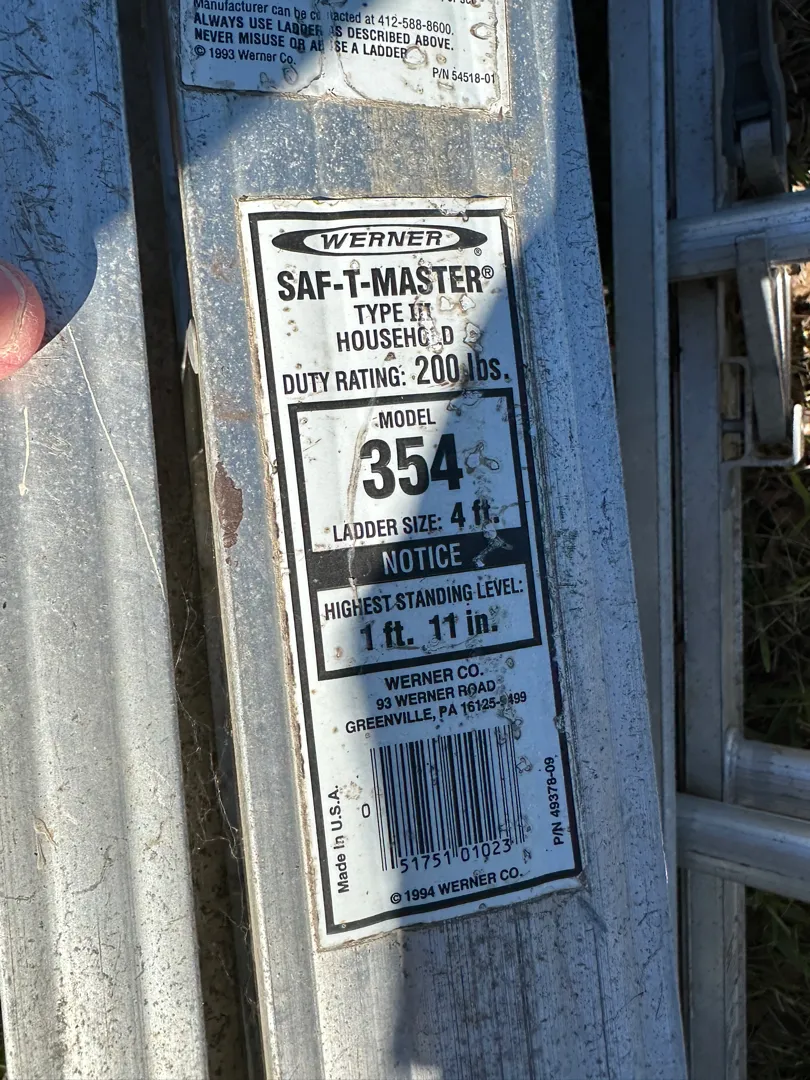 Manufacturer can be contacted at 412-588-8600.
ALWAYS USE LADDER AS DESCRIBED ABOVE.
NEVER MISUSE OR ABUSE A LADDER
© 1993 Werner Co.
P/N 54518-01
WERNER
®
SAF-T-MASTER®
TYPE III
HOUSEHOLD
DUTY RATING: 200 lbs.
MODEL
354
LADDER SIZE: 4 ft.
NOTICE
HIGHEST STANDING LEVEL:
1 ft. 11 in.
WERNER CO.
93 WERNER ROAD
GREENVILLE, PA 16125-9499
Made In U.S.A.
0
51751 01023
P/N 49378-09
© 1994 WERNER CO.